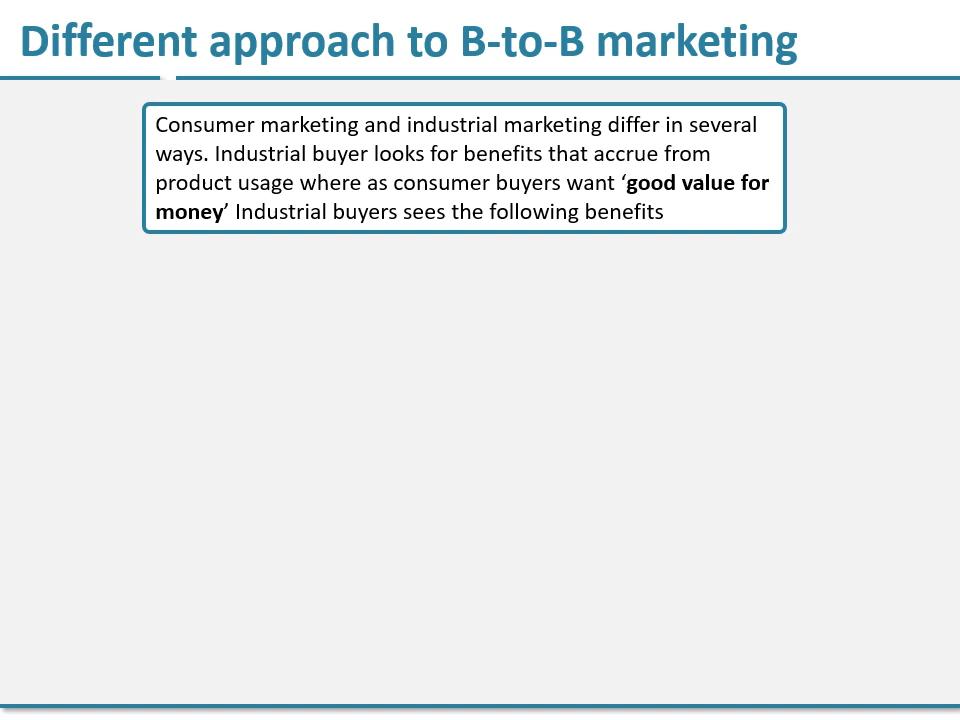 Different approach to B-to-B marketing
Consumer marketing and industrial marketing differ in several
ways. Industrial buyer looks for benefits that accrue from
product usage where as consumer buyers want ‘good value for
money’ Industrial buyers sees the following benefits